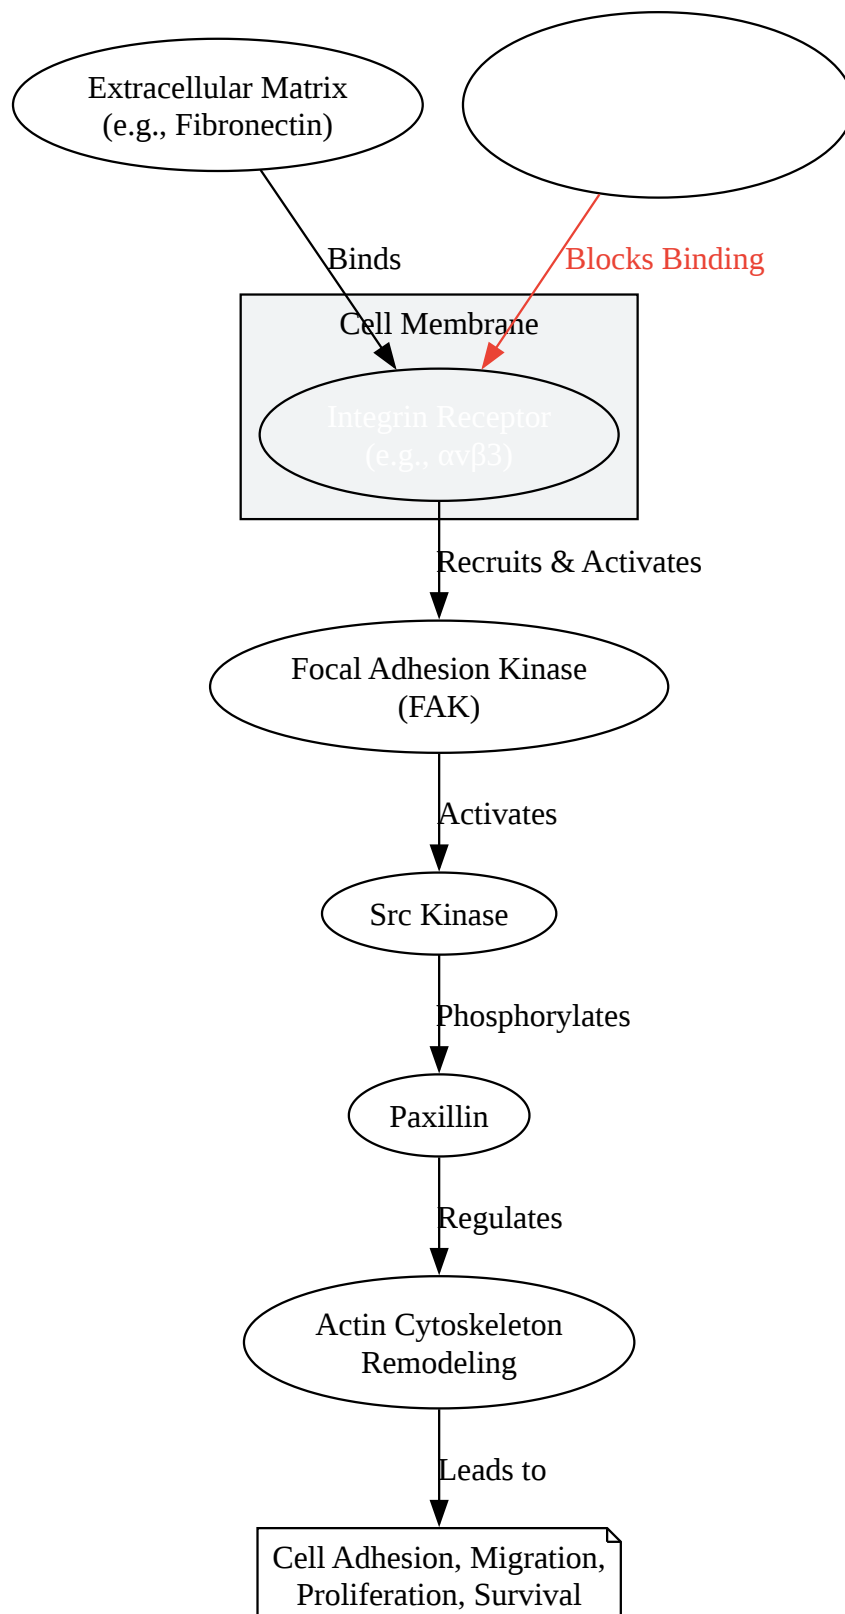 Extracellular Matrix
(e.g., Fibronectin)
Binds
Blocks Binding
Cell Membrane
Integrin Receptor
(e.g., αvβ3)
Recruits & Activates
Focal Adhesion Kinase
(FAK)
Activates
Src Kinase
Phosphorylates
Paxillin
Regulates
Actin Cytoskeleton
Remodeling
Leads to
Cell Adhesion, Migration,
Proliferation, Survival